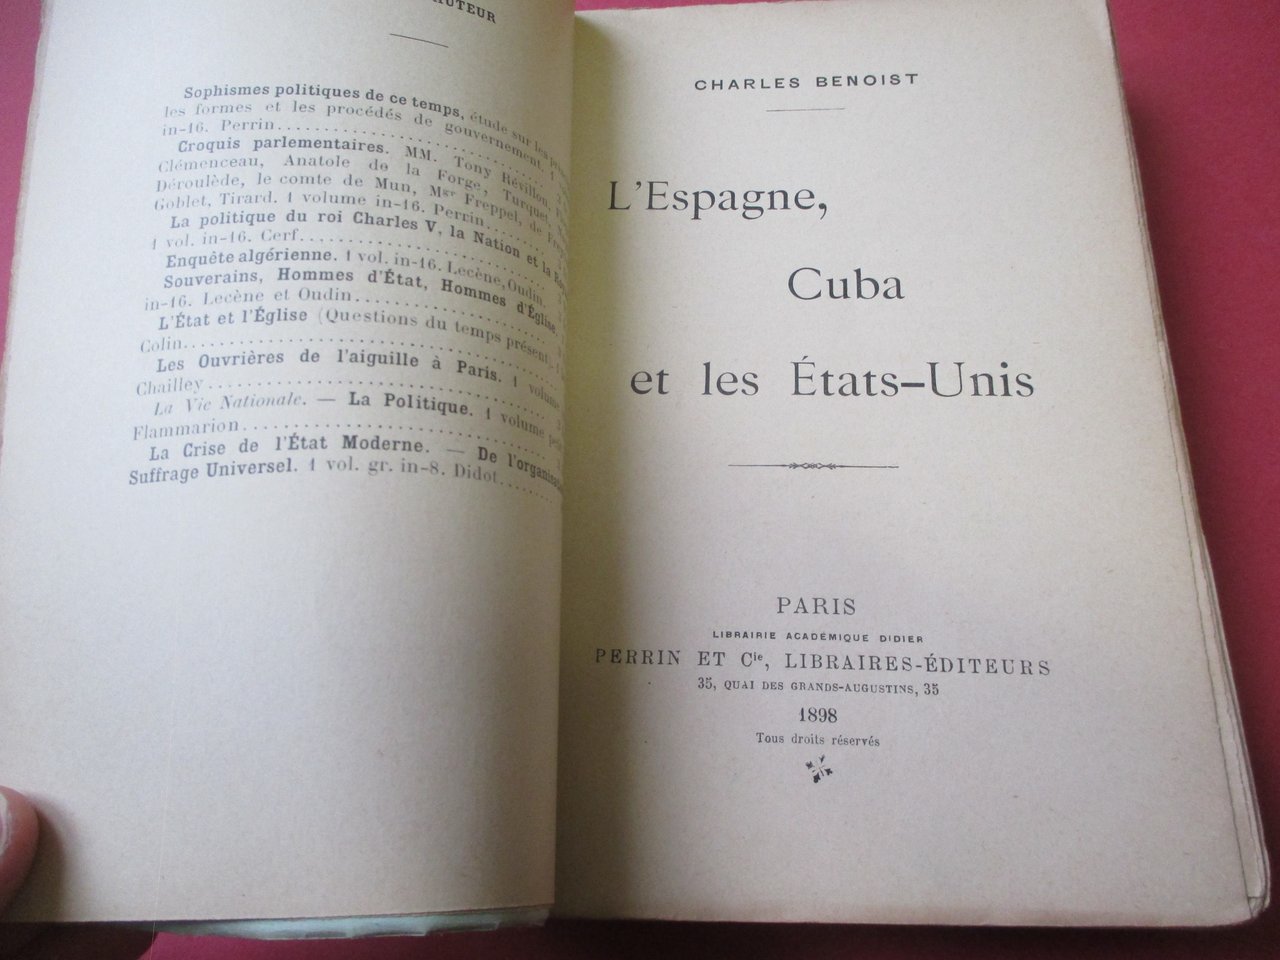 AUTEUR
Sophismes politiques de ce temps, étude sur les
les formes et les procédés de gouvernement. 1
in-16. Perrin
Croquis parlementaires. MM. Tony Révillon,
Clémenceau, Anatole de la Forge, Turquet,
Déroulède, le comte de Mun, Mgr Freppel, de
Goblet, Tirard. 1 volume in-16. Perrin
La politique du roi Charles V, la Nation et la
1 vol. in-16. Cerf
Enquête algérienne. 1 vol. in-16. Lecène, Oudin.
Souverains, Hommes d'État, Hommes d'Église.
in-16. Lecène et Oudin
L'État et l'Église (Questions du temps présent).
Colin
Les Ouvrières de l'aiguille à Paris. 1 volume
Chailley
La Vie Nationale. — La Politique. 1 volume
Flammarion
La Crise de l'État Moderne. — De
Suffrage Universel. 1 vol. gr. in-8. Didot
CHARLES BENOIST
L'Espagne,
Cuba
et les États-Unis
PARIS
LIBRAIRIE ACADÉMIQUE DIDIER
PERRIN ET Cie, LIBRAIRES-ÉDITEURS
35, QUAI DES GRANDS-AUGUSTINS, 35
1898
Tous droits réservés